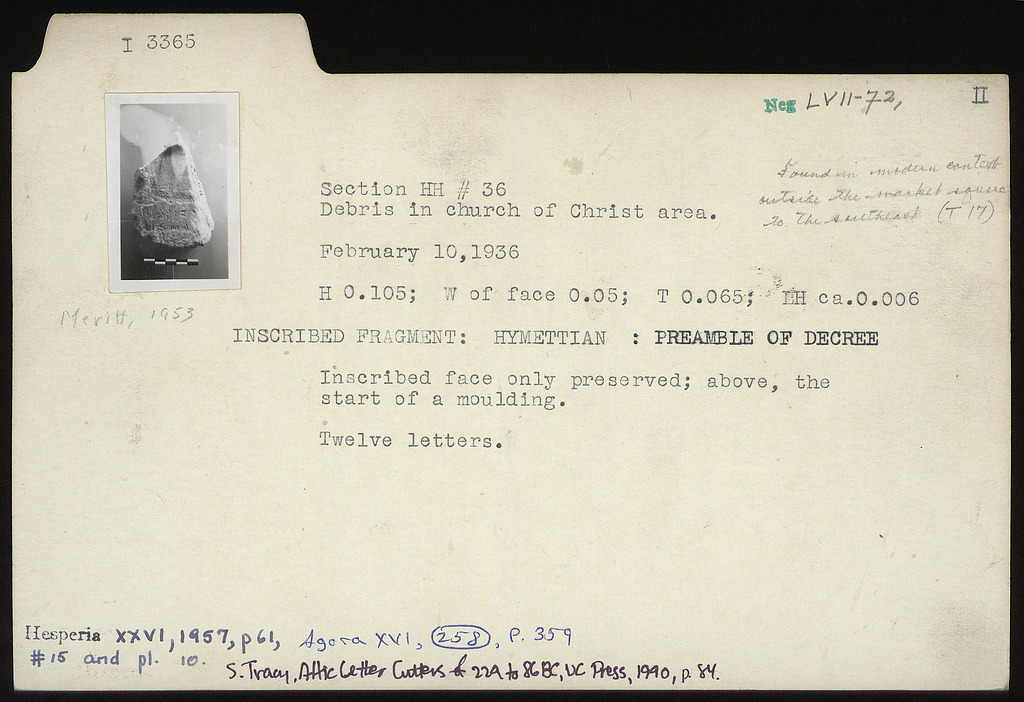 I 3365
Neg LVII-72,
II
Found in modern context
outside the market square
to the southeast (T 17)
Section HH # 36
Debris in church of Christ area.
February 10,1936
H 0.105; W of face 0.05; T 0.065; LH ca.0.006
Meritt, 1953
INSCRIBED FRAGMENT: HYMETTIAN : PREAMBLE OF DECREE
Inscribed face only preserved; above, the
start of a moulding.
Twelve letters.
Hesperia XXVI, 1957, p 61, Agora XVI, 258, P. 359
#15 and pl. 10.
S. Tracy, Attic Letter Cutters of 229 to 86 BC, UC Press, 1990, p. 84.